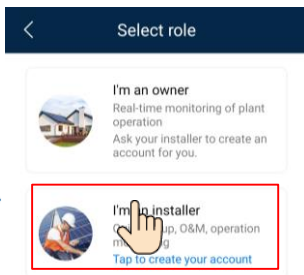 Select role
I'm an owner
Real-time monitoring of plant
operation
Ask your installer to create an
account for you.
I'm installer
up, O&M, operation
Tap to create your account